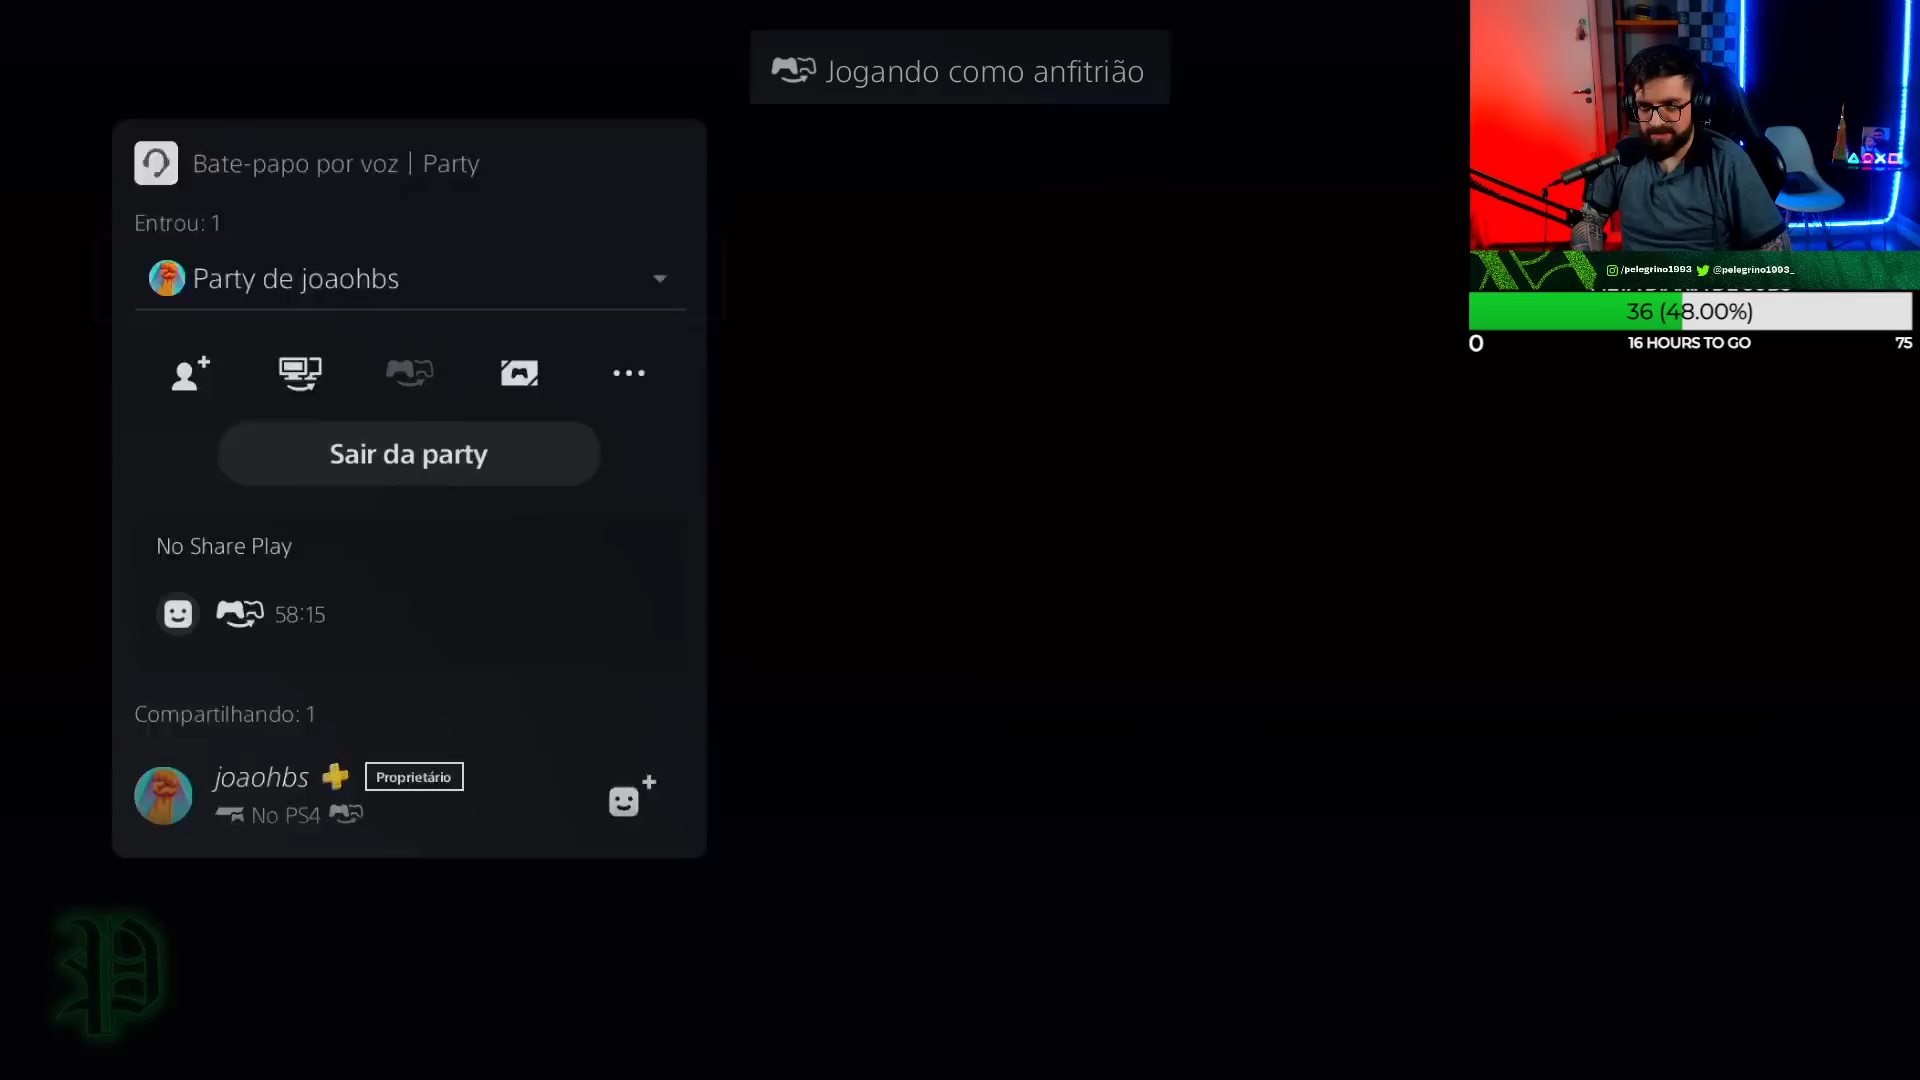 Jogando como anfitrião
Bate-papo por voz | Party
Entrou: 1
Party de joaohbs
Sair da party
No Share Play
58:15
Compartilhando: 1
joaohbs
Proprietário
No PS4
/pelegrino1993 @pelegrino1993_
36 (48.00%)
0 16 HOURS TO GO 75
P